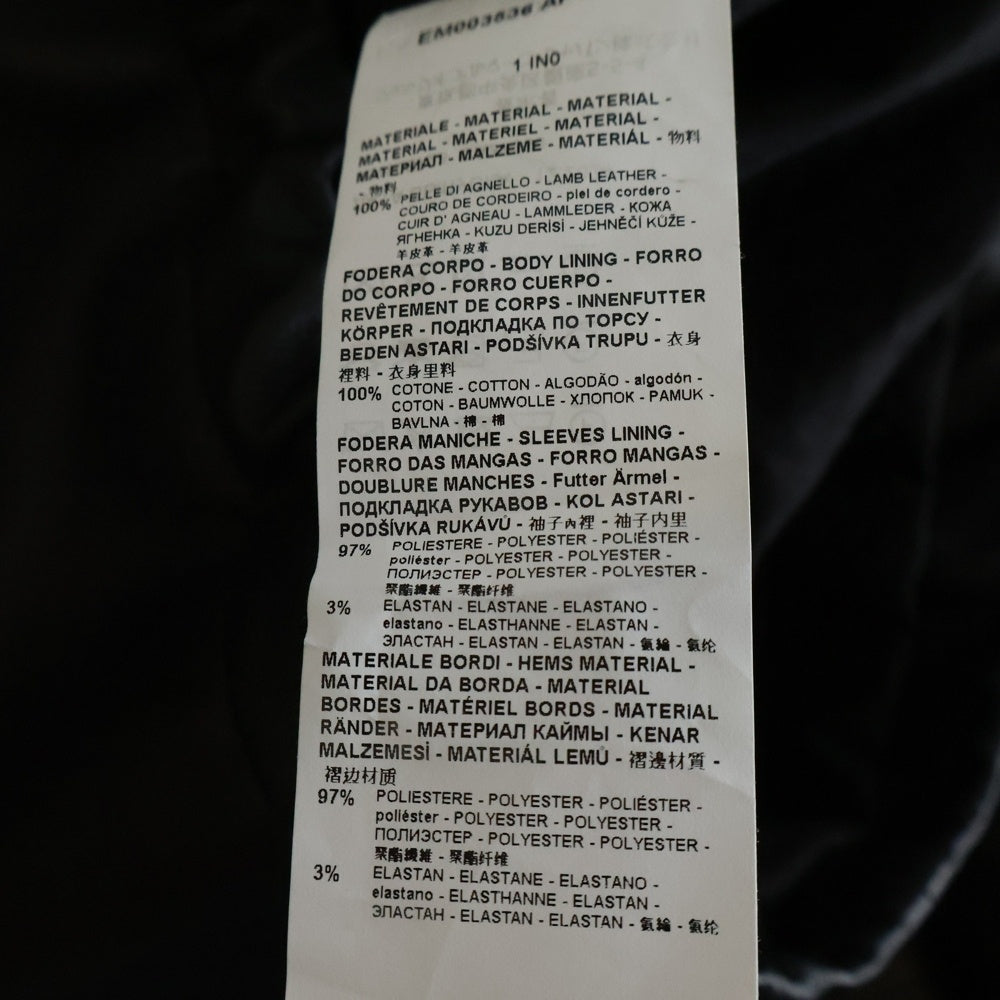 EM003636 AI
1 IN0
MATERIALE - MATERIAL - MATERIAL -
MATERIAL - MATERIEL - MATERIAL -
МАТЕРИАЛ - MALZEME - MATERIÁL - 物料
- 物料
100% PELLE DI AGNELLO - LAMB LEATHER -
COURO DE CORDEIRO - piel de cordero -
CUIR D' AGNEAU - LAMMLEDER - КОЖА
ЯГНЕНКА - KUZU DERİSİ - JEHNĚČÍ KŮŽE -
羊皮革 - 羊皮革
FODERA CORPO - BODY LINING - FORRO
DO CORPO - FORRO CUERPO -
REVÊTEMENT DE CORPS - INNENFUTTER
KÖRPER - ПОДКЛАДКА ПО ТОРСУ -
BEDEN ASTARI - PODŠÍVKA TRUPU - 衣身
裡料 - 衣身里料
100% COTONE - COTTON - ALGODÃO - algodón -
COTON - BAUMWOLLE - ХЛОПОК - PAMUK -
BAVLNA - 棉 - 棉
FODERA MANICHE - SLEEVES LINING -
FORRO DAS MANGAS - FORRO MANGAS -
DOUBLURE MANCHES - Futter Ärmel -
ПОДКЛАДКА РУКАВОВ - KOL ASTARI -
PODŠÍVKA RUKÁVŮ - 袖子內裡 - 袖子内里
97% POLIESTERE - POLYESTER - POLIÉSTER -
poliéster - POLYESTER - POLYESTER -
ПОЛИЭСТЕР - POLYESTER - POLYESTER -
聚酯纖維 - 聚酯纤维
3% ELASTAN - ELASTANE - ELASTANO -
elastano - ELASTHANNE - ELASTAN -
ЭЛАСТАН - ELASTAN - ELASTAN - 氨綸 - 氨纶
MATERIALE BORDI - HEMS MATERIAL -
MATERIAL DA BORDA - MATERIAL
BORDES - MATÉRIEL BORDS - MATERIAL
RÄNDER - МАТЕРИАЛ КАЙМЫ - KENAR
MALZEMESİ - MATERIÁL LEMŮ - 褶邊材質 -
褶边材质
97% POLIESTERE - POLYESTER - POLIÉSTER -
poliéster - POLYESTER - POLYESTER -
ПОЛИЭСТЕР - POLYESTER - POLYESTER -
聚酯纖維 - 聚酯纤维
3% ELASTAN - ELASTANE - ELASTANO -
elastano - ELASTHANNE - ELASTAN -
ЭЛАСТАН - ELASTAN - ELASTAN - 氨綸 - 氨纶